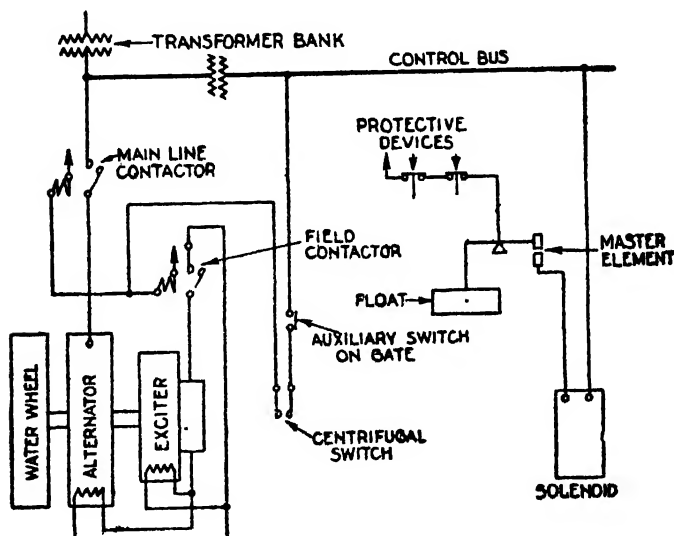 TRANSFORMER BANK
CONTROL BUS
PROTECTIVE
DEVICES
MAIN LINE
CONTACTOR
FIELD
CONTACTOR
MASTER
ELEMENT
FLOAT
AUXILIARY SWITCH
ON GATE
WATER WHEEL
ALTERNATOR
EXCITER
CENTRIFUGAL
SWITCH
SOLENOID